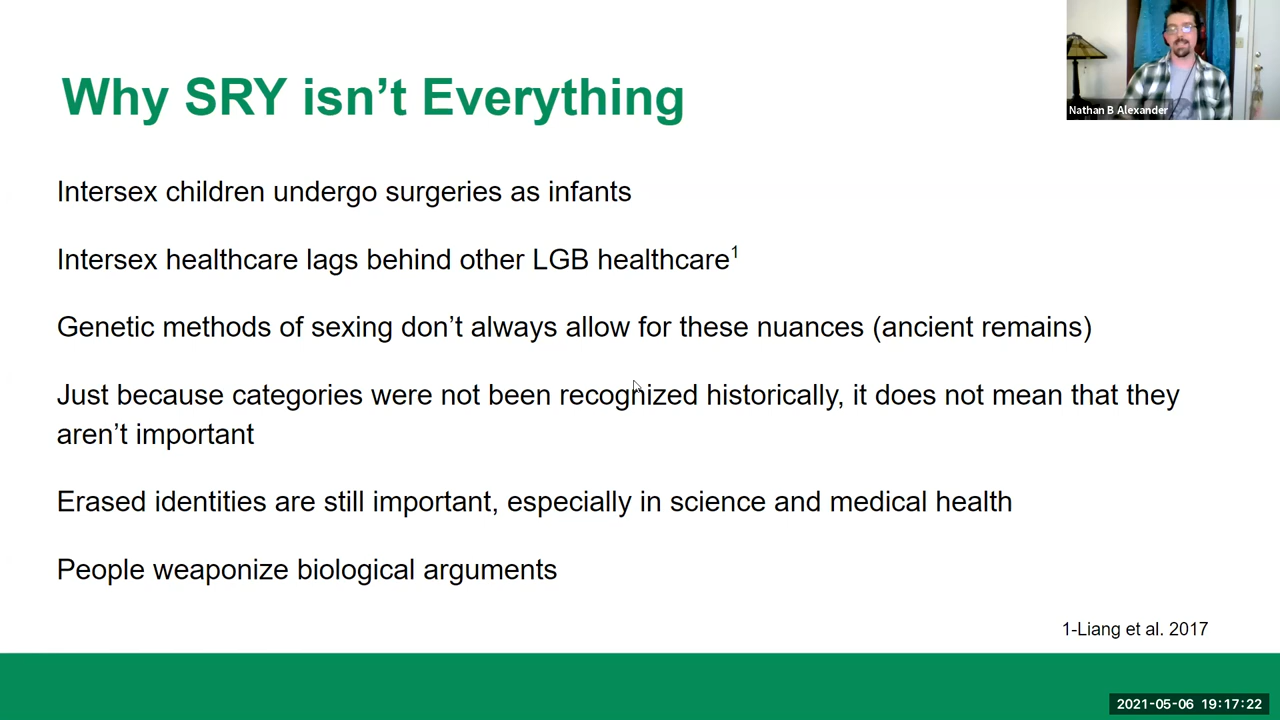 Why SRY isn’t Everything
Nathan B Alexander
Intersex children undergo surgeries as infants
Intersex healthcare lags behind other LGB healthcare¹
Genetic methods of sexing don’t always allow for these nuances (ancient remains)
Just because categories were not been recognized historically, it does not mean that they
aren’t important
Erased identities are still important, especially in science and medical health
People weaponize biological arguments
1-Liang et al. 2017
2021-05-06 19:17:22